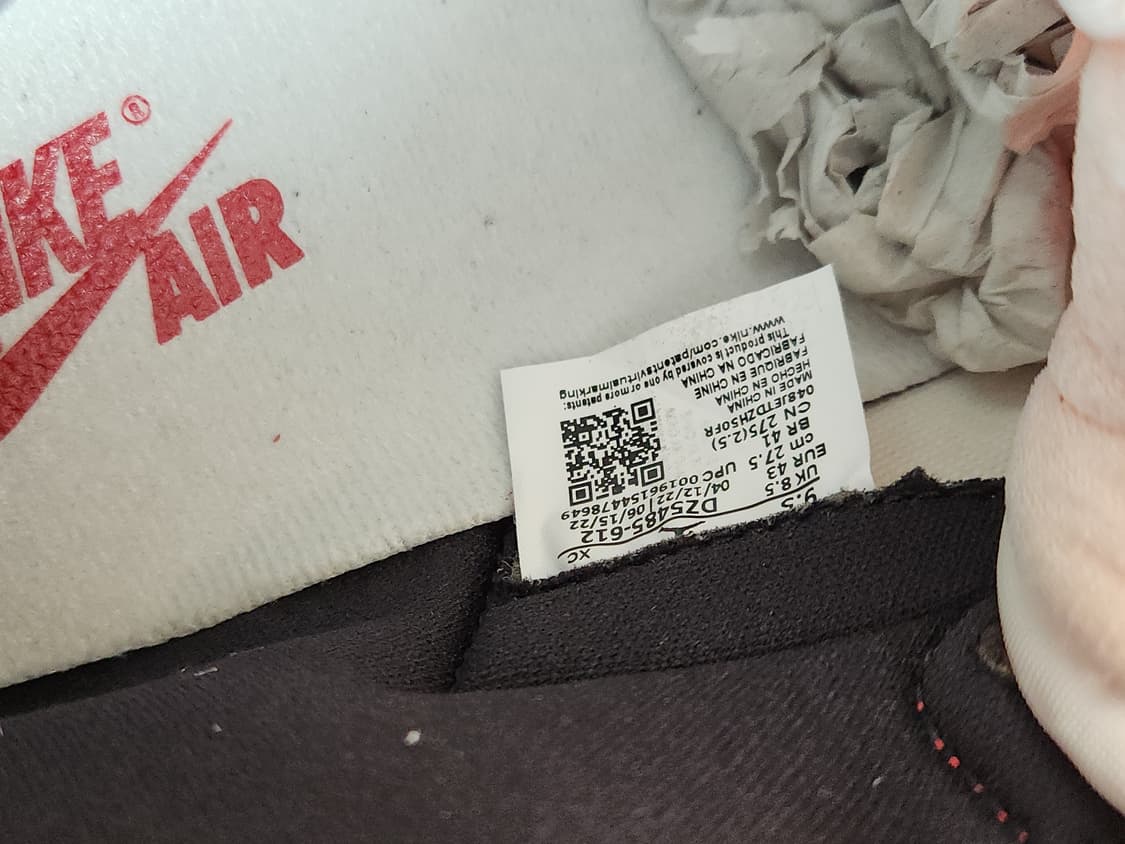 NIKE®
AIR
XC
9.5
UK 8.5
EUR 43
cm 27.5
BR 41
CN 275(2.5)
DZ5485-612
04/12/22 | 06/15/22
UPC 00196154478649
048JETDZH50FR
MADE IN CHINA
HECHO EN CHINA
FABRIQUE EN CHINE
FABRICADO NA CHINA
This product is covered by one or more patents:
www.nike.com/patentsvirtualmarking